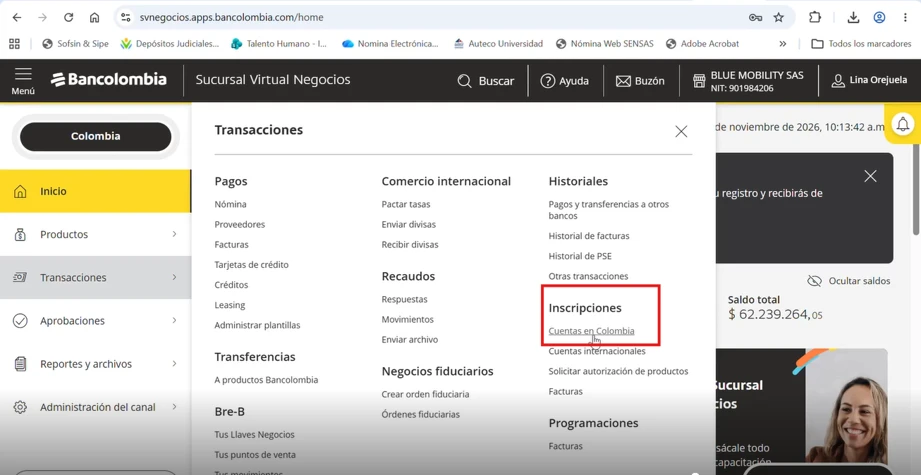 svnegocios.apps.bancolombia.com/home
Sofsin & Sipe
Depósitos Judiciales...
Talento Humano - I...
Nomina Electrónica...
Auteco Universidad
Nómina Web SENSAS
Adobe Acrobat
»
Todos los marcadores
Menú
Bancolombia
Sucursal Virtual Negocios
Buscar
Ayuda
Buzón
BLUE MOBILITY SAS
NIT: 901984206
Lina Orejuela
Colombia
Inicio
Productos
Transacciones
Aprobaciones
Reportes y archivos
Administración del canal
Transacciones
Pagos
Nómina
Proveedores
Facturas
Tarjetas de crédito
Créditos
Leasing
Administrar plantillas
Transferencias
A productos Bancolombia
Bre-B
Tus Llaves Negocios
Tus puntos de venta
Tus movimientos
Comercio internacional
Pactar tasas
Enviar divisas
Recibir divisas
Recaudos
Respuestas
Movimientos
Enviar archivo
Negocios fiduciarios
Crear orden fiduciaria
Órdenes fiduciarias
Historiales
Pagos y transferencias a otros
bancos
Historial de facturas
Historial de PSE
Otras transacciones
Inscripciones
Cuentas en Colombia
Cuentas internacionales
Solicitar autorización de productos
Facturas
Programaciones
Facturas
de noviembre de 2026, 10:13:42 a.m
u registro y recibirás de
Ocultar saldos
Saldo total
$ 62.239.264,05
Sucursal
cios
sácale todo
capacitación